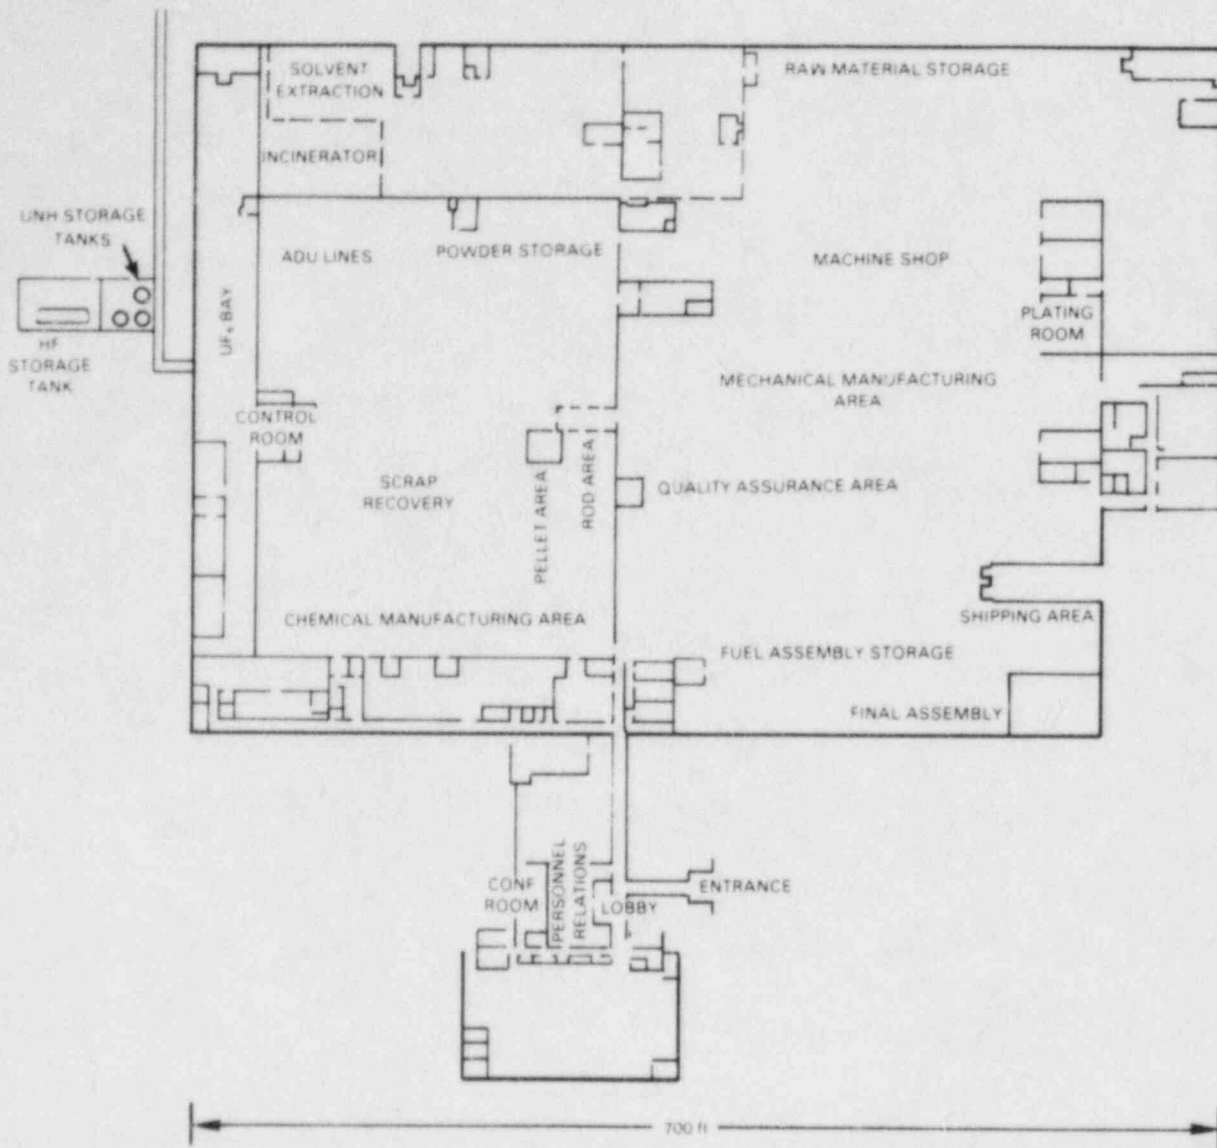 SOLVENT
EXTRACTION
RAW MATERIAL STORAGE
INCINERATOR
UNH STORAGE
TANKS
ADU LINES
POWDER STORAGE
MACHINE SHOP
UF₆ BAY
PLATING
ROOM
HF
STORAGE
TANK
MECHANICAL MANUFACTURING
AREA
CONTROL
ROOM
SCRAP
RECOVERY
PELLET AREA
ROD AREA
QUALITY ASSURANCE AREA
CHEMICAL MANUFACTURING AREA
SHIPPING AREA
FUEL ASSEMBLY STORAGE
FINAL ASSEMBLY
CONF
ROOM
PERSONNEL
RELATIONS
LOBBY
ENTRANCE
700 ft